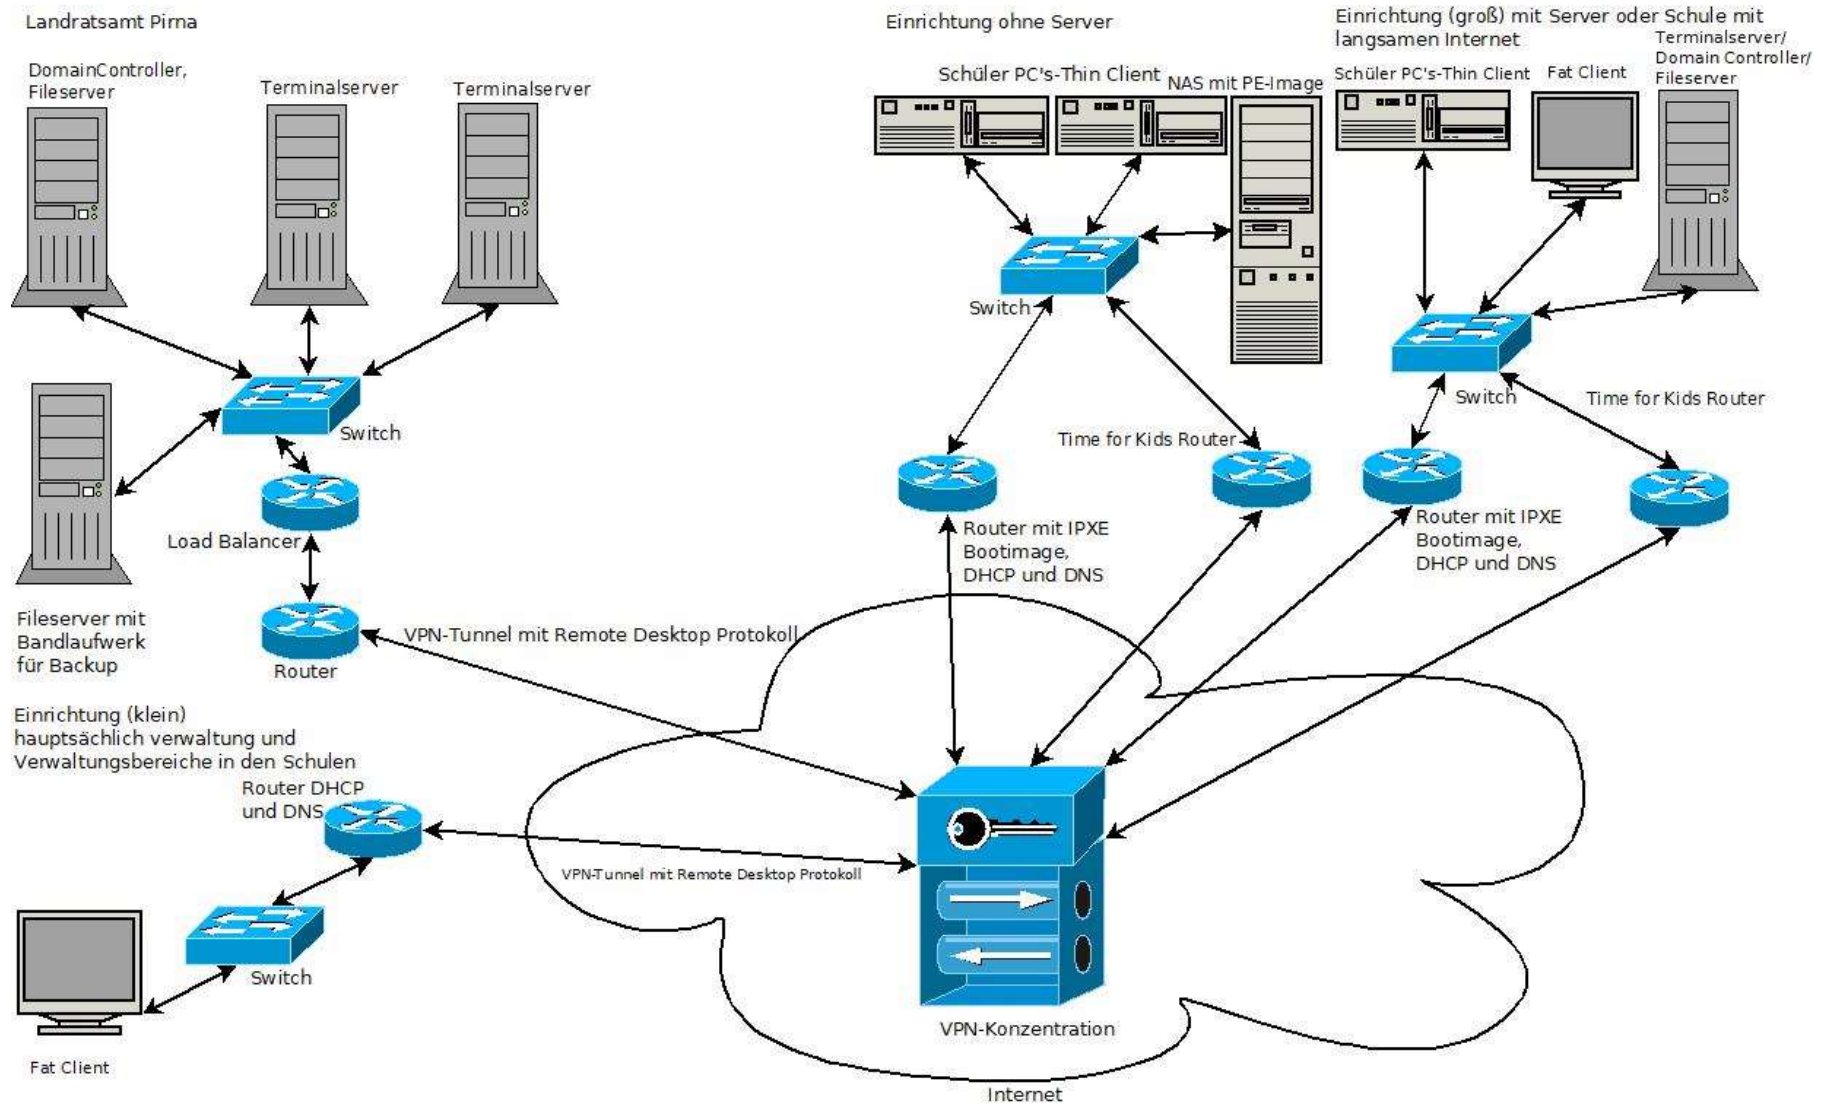 Landratsamt Pirna
DomainController,
Fileserver
Terminalserver
Terminalserver
Switch
Load Balancer
Fileserver mit
Bandlaufwerk
für Backup
Router
VPN-Tunnel mit Remote Desktop Protokoll
Einrichtung (klein)
hauptsächlich verwaltung und
Verwaltungsbereiche in den Schulen
Router DHCP
und DNS
VPN-Tunnel mit Remote Desktop Protokoll
Switch
Fat Client
Einrichtung ohne Server
Schüler PC's-Thin Client
NAS mit PE-Image
Switch
Time for Kids Router
Router mit IPXE
Bootimage,
DHCP und DNS
Einrichtung (groß) mit Server oder Schule mit
langsamen Internet
Terminalserver/
Domain Controller/
Fileserver
Schüler PC's-Thin Client
Fat Client
Switch
Time for Kids Router
Router mit IPXE
Bootimage,
DHCP und DNS
VPN-Konzentration
Internet